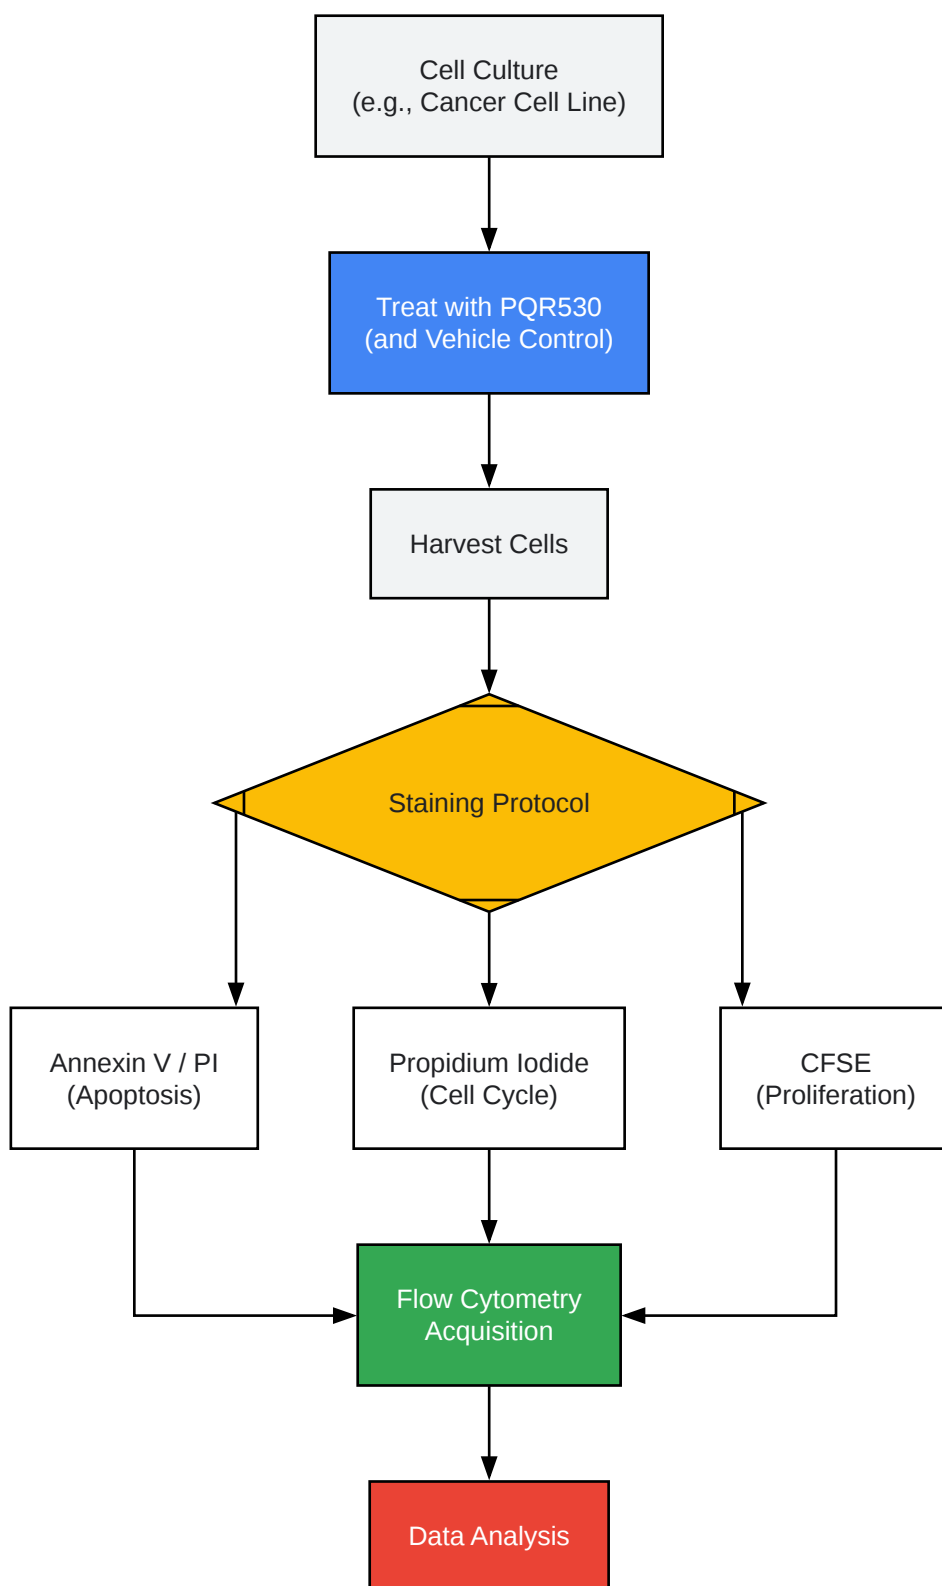 Cell Culture
(e.g., Cancer Cell Line)
Treat with PQR530
(and Vehicle Control)
Harvest Cells
Staining Protocol
Annexin V / PI
(Apoptosis)
Propidium Iodide
(Cell Cycle)
CFSE
(Proliferation)
Flow Cytometry
Acquisition
Data Analysis